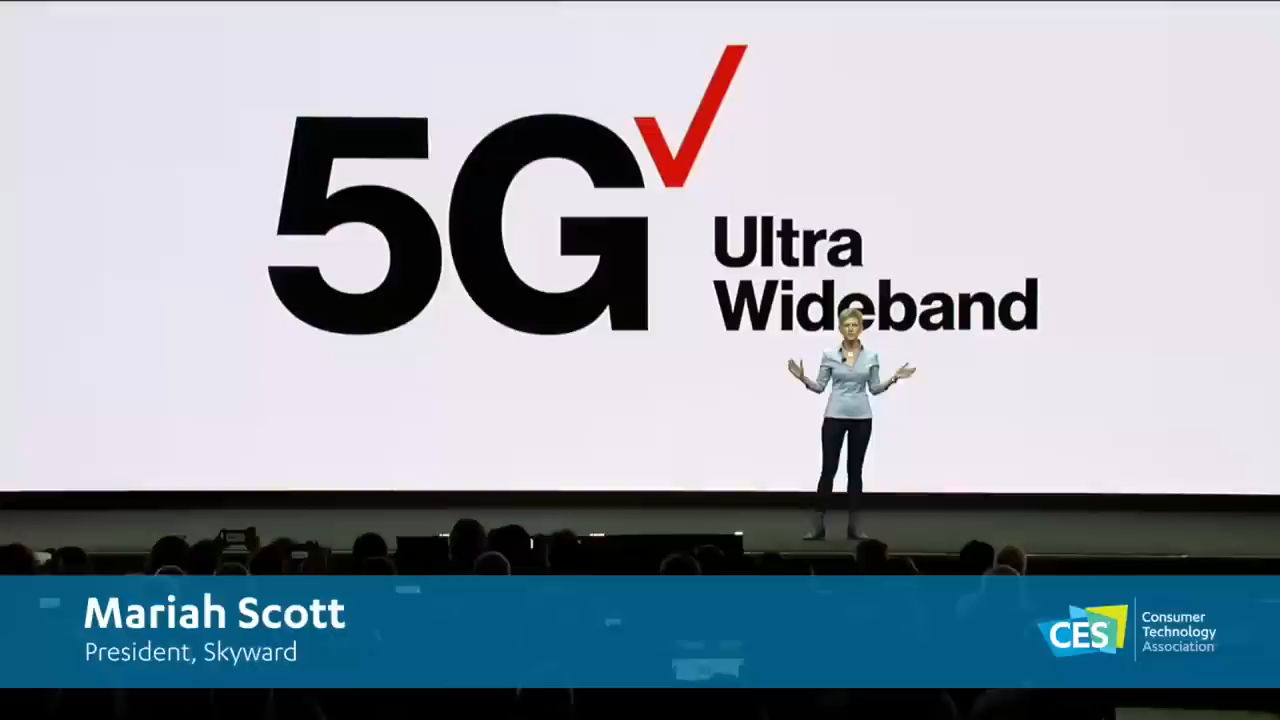 5G
Ultra
Wideband
Mariah Scott
President, Skyward
CES
Consumer
Technology
Association